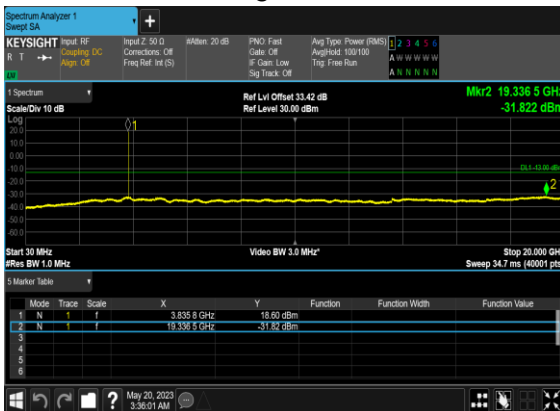 Spectrum Analyzer 1
Swept SA
KEYSIGHT Input: RF Input Z: 50 Ω #Atten: 20 dB PNO: Fast Avg Type: Power (RMS) 1 2 3 4 5 6
R T Coupling: DC Corrections: Off Gate: Off Avg|Hold: 100/100 A W W W W W
Align: Off Freq Ref: Int (S) IF Gain: Low Trig: Free Run
Sig Track: Off A N N N N N
LXI
1 Spectrum Ref Lvl Offset 33.42 dB Mkr2 19.336 5 GHz
Scale/Div 10 dB Ref Level 30.00 dBm -31.822 dBm
Log
20.0 1
10.0
0.00
-10.0 DL1 -13.00 dBm
-20.0 2
-30.0
-40.0
-50.0
-60.0
Start 30 MHz Video BW 3.0 MHz* Stop 20.000 GH
#Res BW 1.0 MHz Sweep 34.7 ms (40001 pts
5 Marker Table
Mode Trace Scale X Y Function Function Width Function Value
1 N 1 f 3.835 8 GHz 18.60 dBm
2 N 1 f 19.336 5 GHz -31.82 dBm
3
4
5
6
? May 20, 2023
3:36:01 AM